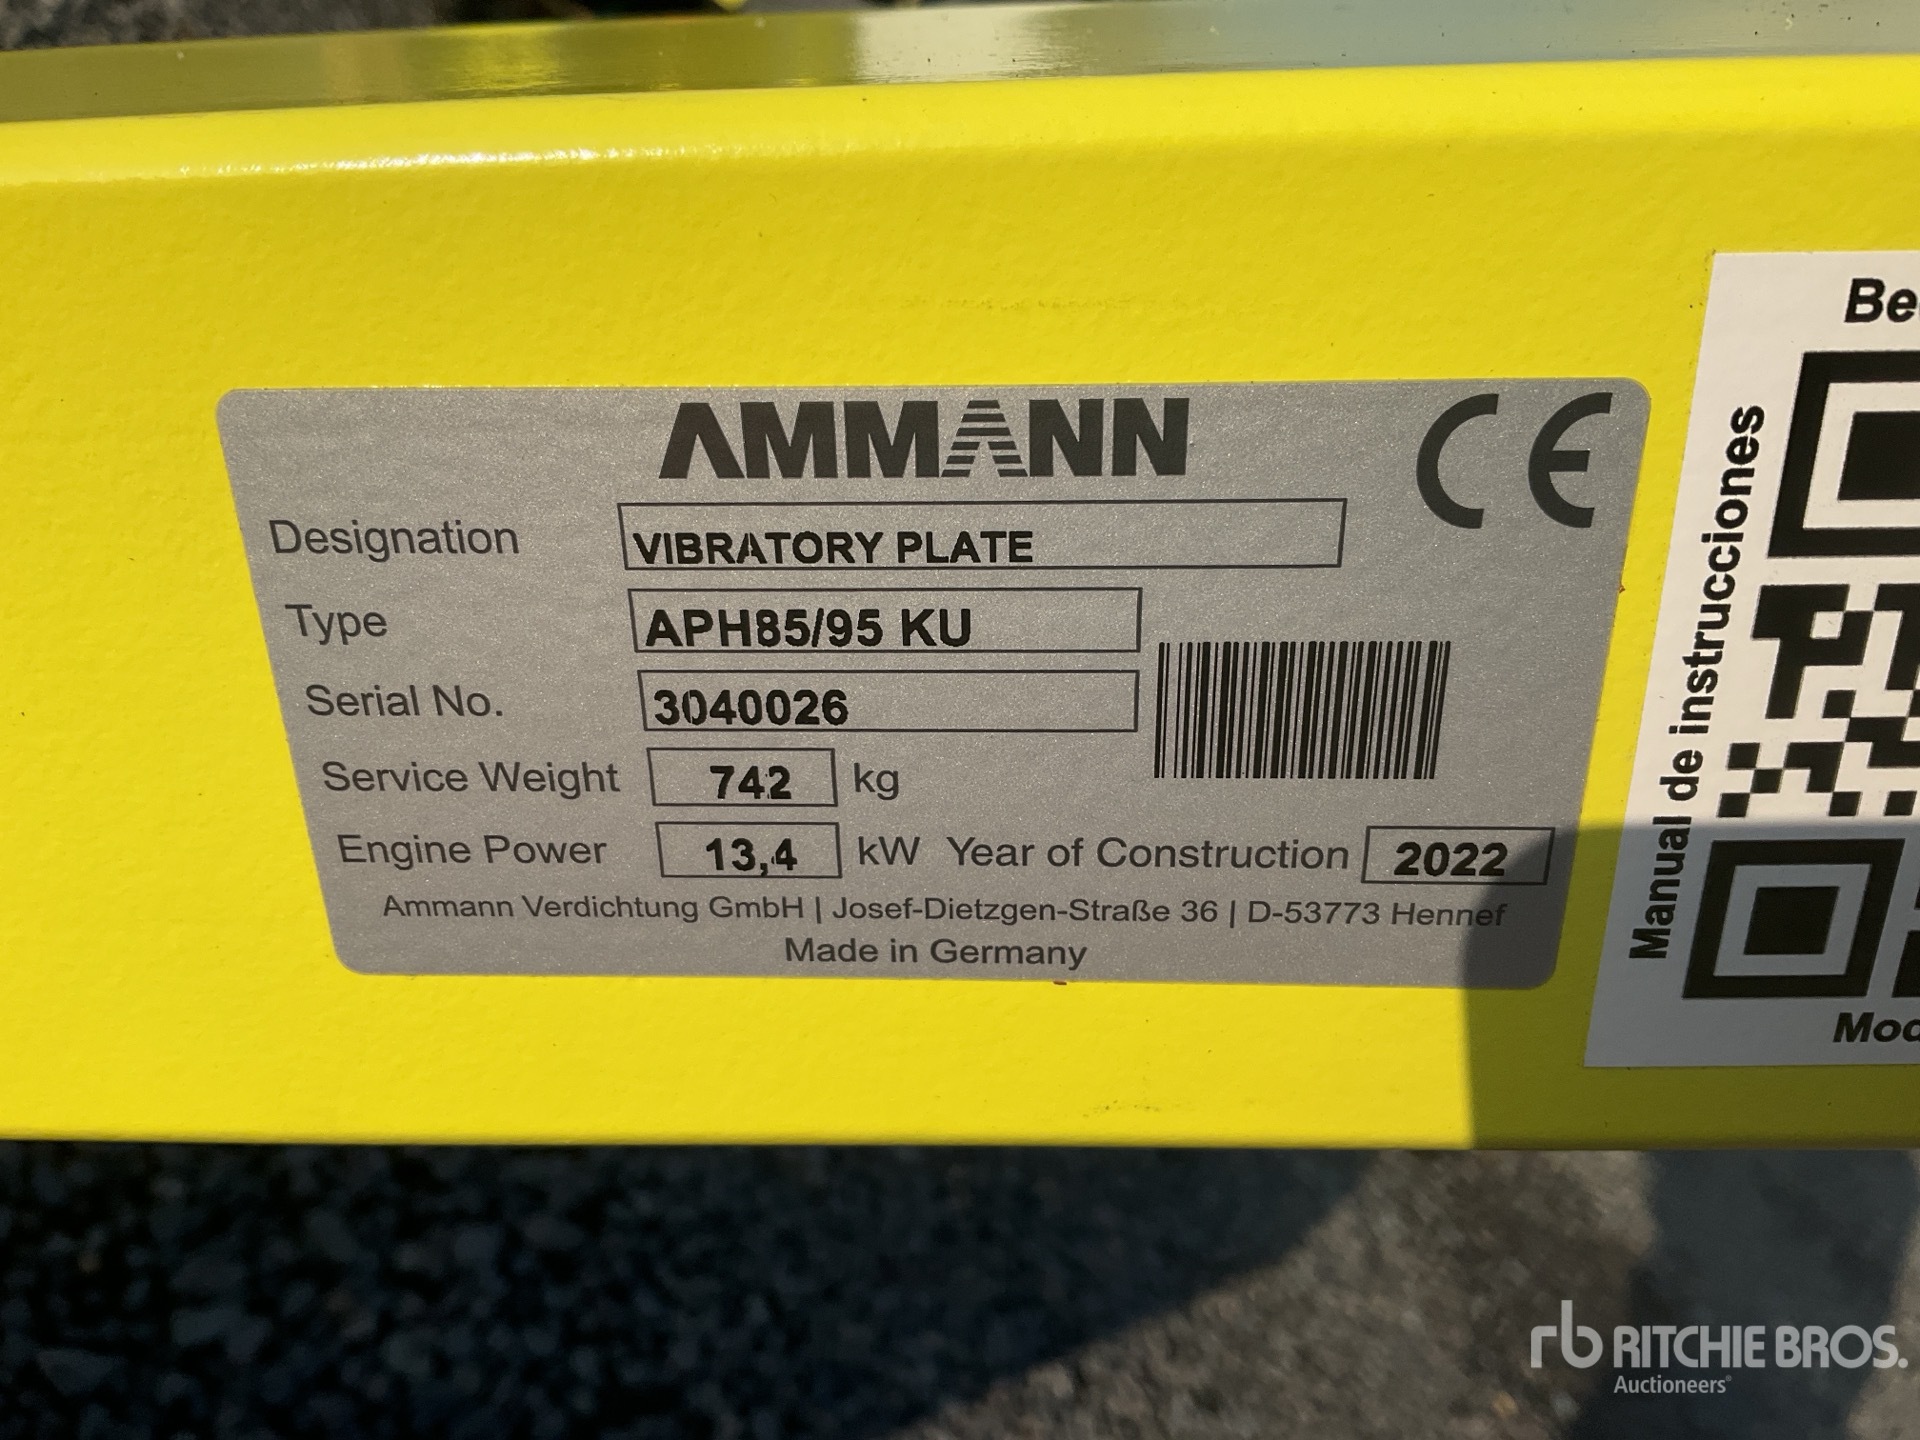 AMMANN
CE
Designation VIBRATORY PLATE
Type APH85/95 KU
Serial No. 3040026
Service Weight 742 kg
Engine Power 13,4 kW Year of Construction 2022
Ammann Verdichtung GmbH | Josef-Dietzgen-Straße 36 | D-53773 Hennef
Made in Germany
Manual de instrucciones
rb RITCHIE BROS.
Auctioneers